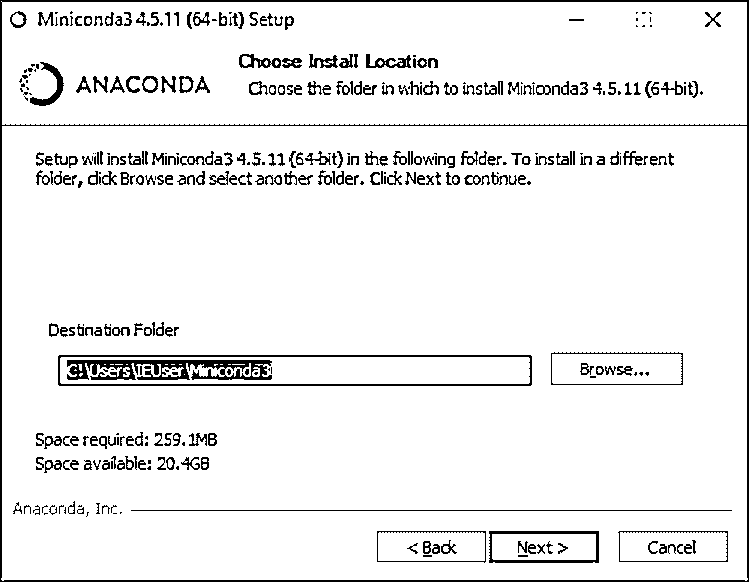 Miniconda3 4.5.11 (64-bit) Setup
ANACONDA
Choose Install Location
Choose the folder in which to install Miniconda3 4.5.11 (64-bit).
Setup will install Miniconda3 4.5.11 (64-bit) in the following folder. To install in a different
folder, click Browse and select another folder. Click Next to continue.
Destination Folder
C:\Users\IEUser\Miniconda3
Browse...
Space required: 259.1MB
Space available: 20.4GB
Anaconda, Inc.
< Back
Next >
Cancel